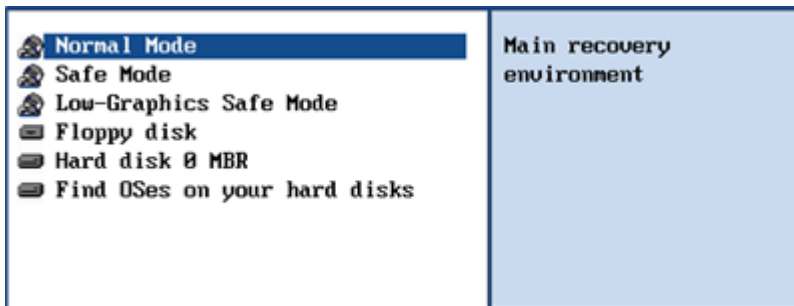 Normal Mode
Safe Mode
Low-Graphics Safe Mode
Floppy disk
Hard disk 0 MBR
Find OSes on your hard disks
Main recovery
environment